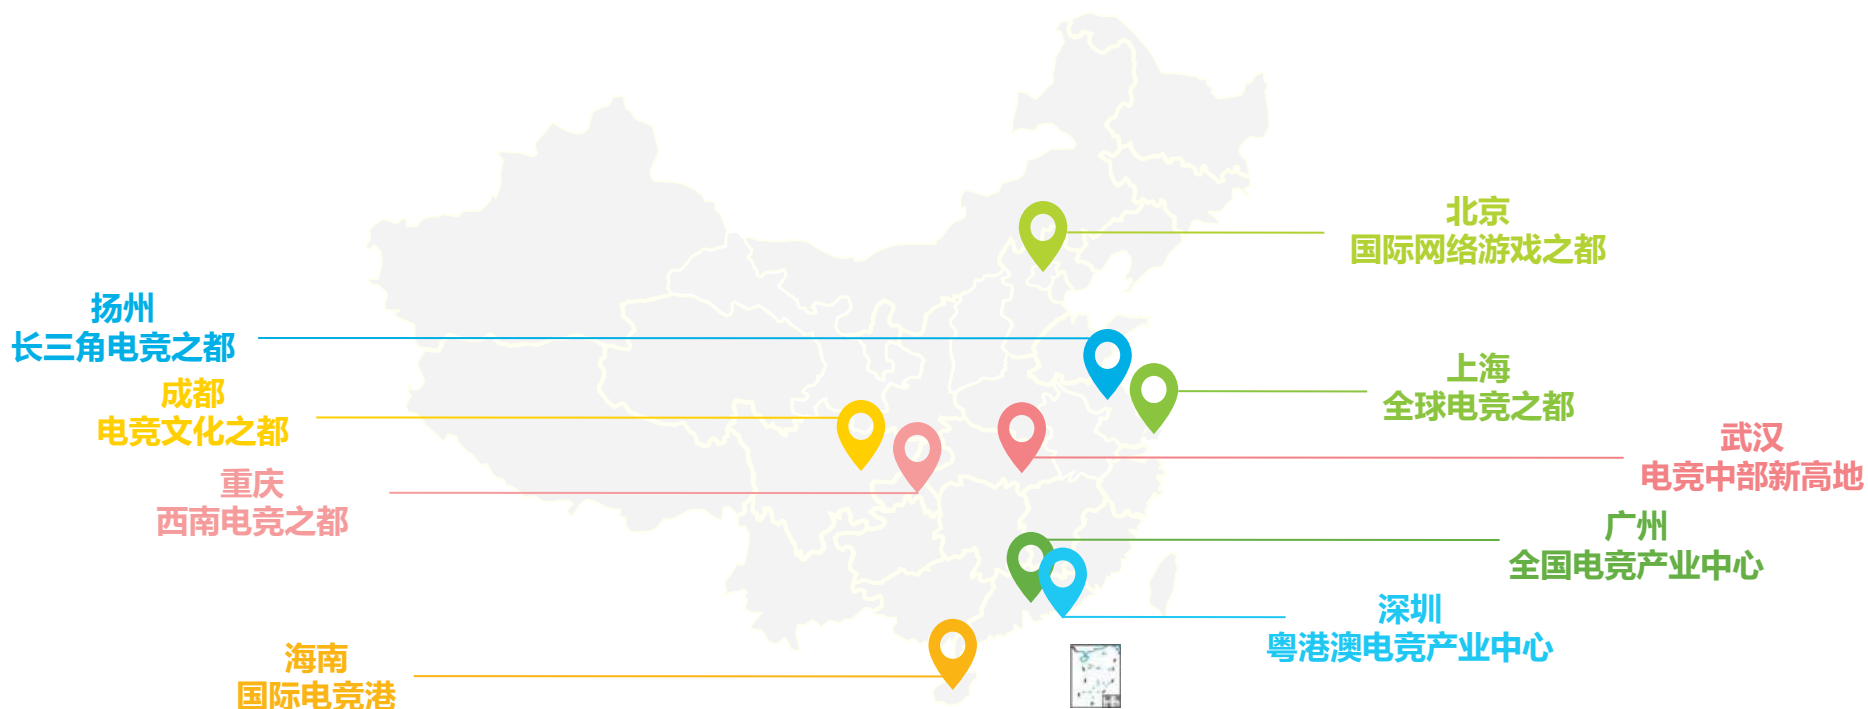 北京
国际网络游戏之都
扬州
长三角电竞之都
上海
全球电竞之都
成都
电竞文化之都
武汉
电竞中部新高地
重庆
西南电竞之都
广州
全国电竞产业中心
深圳
粤港澳电竞产业中心
海南
国际电竞港